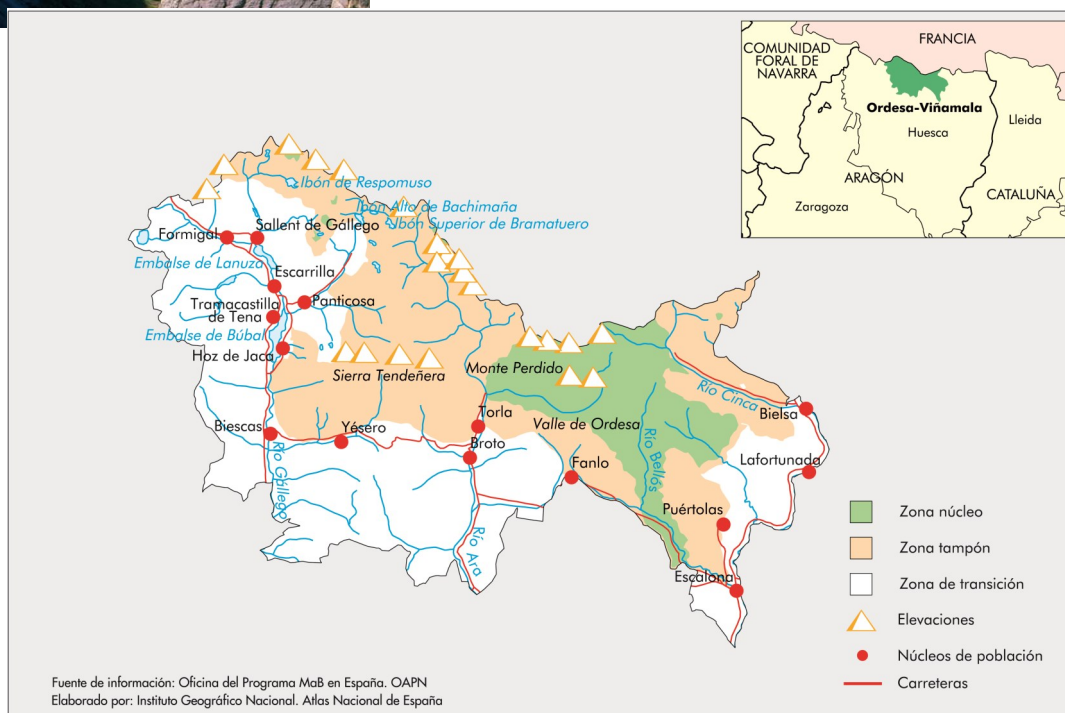 FRANCIA
COMUNIDAD
FORAL DE
NAVARRA
Ordesa-Viñamala
Huesca
Lleida
ARAGÓN
CATALUÑA
Zaragoza
Ibón de Respomuso
Ibón Alto de Bachimaña
Ibón Superior de Bramatuero
Formigal
Sallent de Gállego
Embalse de Lanuza
Escarrilla
Tramacastilla
de Tena
Panticosa
Embalse de Búbal
Hoz de Jaca
Sierra Tendeñera
Monte Perdido
Río Cinca
Bielsa
Biescas
Yésero
Torla
Valle de Ordesa
Broto
Río Gállego
Fanlo
Río Bellós
Lafortunada
Puértolas
Río Ara
Escalona
Zona núcleo
Zona tampón
Zona de transición
Elevaciones
Núcleos de población
Carreteras
Fuente de información: Oficina del Programa MaB en España. OAPN
Elaborado por: Instituto Geográfico Nacional. Atlas Nacional de España